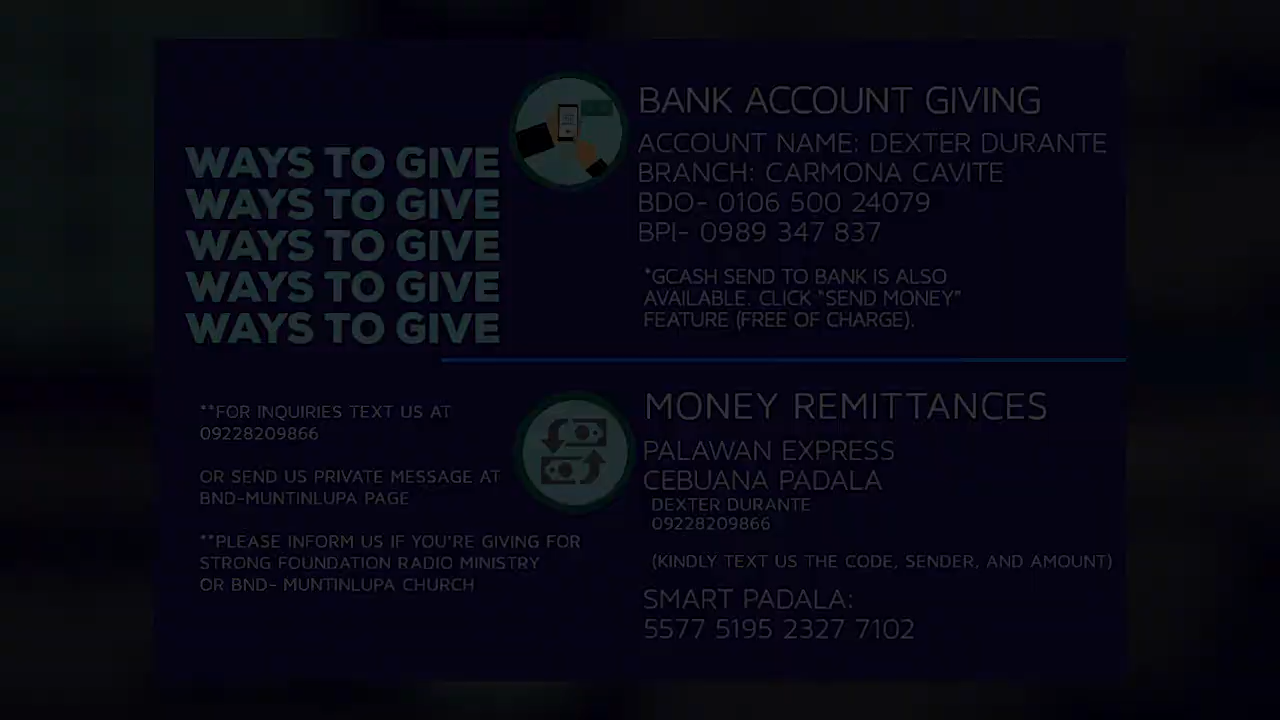 WAYS TO GIVE
WAYS TO GIVE
WAYS TO GIVE
WAYS TO GIVE
WAYS TO GIVE
**FOR INQUIRIES TEXT US AT
09228209866
OR SEND US PRIVATE MESSAGE AT
BND-MUNTINLUPA PAGE
**PLEASE INFORM US IF YOU'RE GIVING FOR
STRONG FOUNDATION RADIO MINISTRY
OR BND- MUNTINLUPA CHURCH
BANK ACCOUNT GIVING
ACCOUNT NAME: DEXTER DURANTE
BRANCH: CARMONA CAVITE
BDO- 0106 500 24079
BPI- 0989 347 837
*GCASH SEND TO BANK IS ALSO
AVAILABLE. CLICK "SEND MONEY"
FEATURE (FREE OF CHARGE).
MONEY REMITTANCES
PALAWAN EXPRESS
CEBUANA PADALA
DEXTER DURANTE
09228209866
(KINDLY TEXT US THE CODE, SENDER, AND AMOUNT)
SMART PADALA:
5577 5195 2327 7102